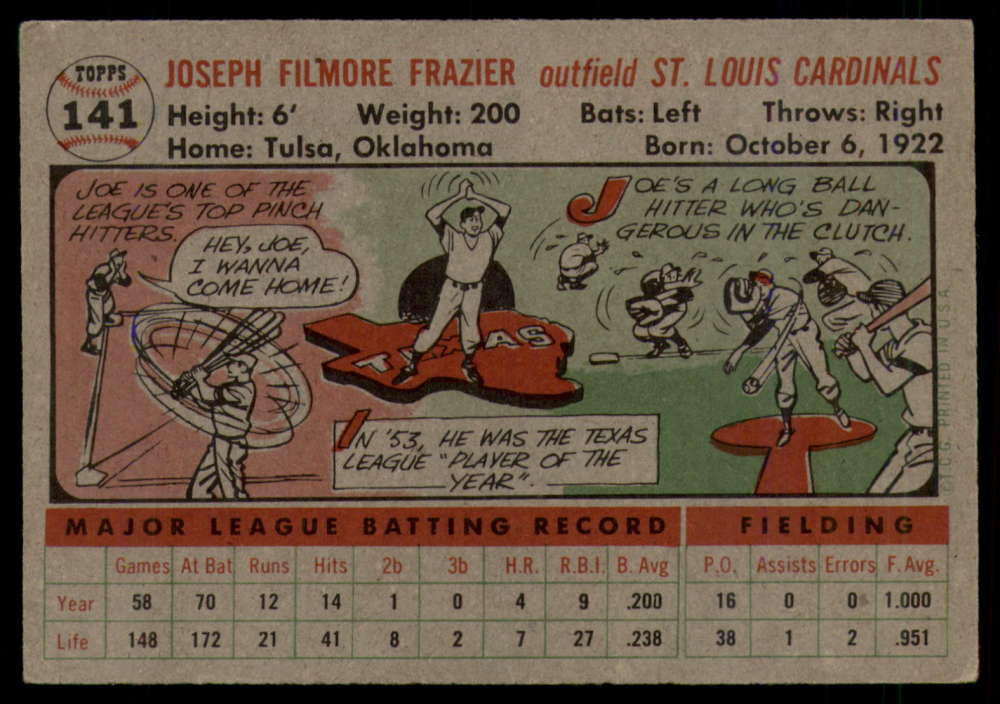 TOPPS
141
JOSEPH FILMORE FRAZIER outfield ST. LOUIS CARDINALS
Height: 6' Weight: 200 Bats: Left Throws: Right
Home: Tulsa, Oklahoma Born: October 6, 1922
JOE IS ONE OF THE
LEAGUE'S TOP PINCH
HITTERS.
HEY, JOE,
I WANNA
COME HOME!
TEXAS
IN '53, HE WAS THE TEXAS
LEAGUE "PLAYER OF THE
YEAR".
JOE'S A LONG BALL
HITTER WHO'S DAN-
GEROUS IN THE CLUTCH.
© T.C.G. PRINTED IN U.S.A.
MAJOR LEAGUE BATTING RECORD FIELDING
Games At Bat Runs Hits 2b 3b H.R. R.B.I. B. Avg P.O. Assists Errors F. Avg.
Year 58 70 12 14 1 0 4 9 .200 16 0 0 1.000
Life 148 172 21 41 8 2 7 27 .238 38 1 2 .951